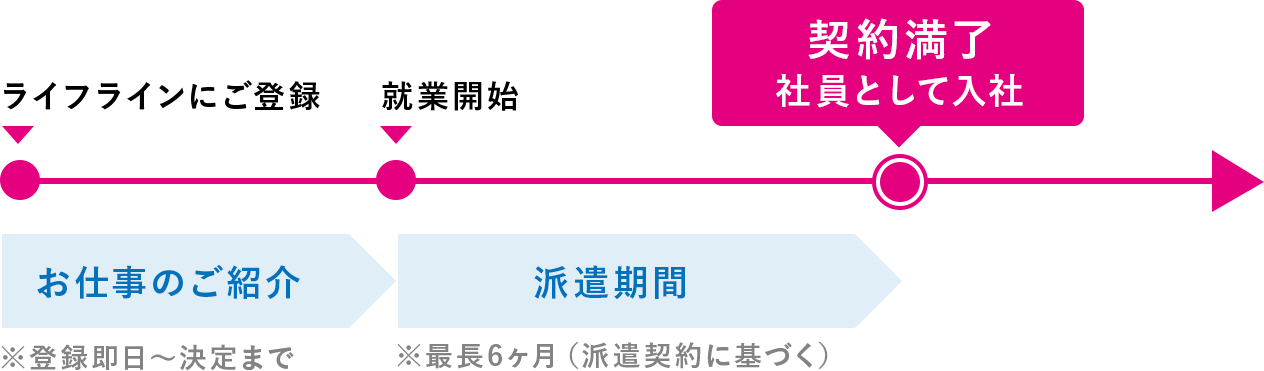 契約満了
社員として入社
ライフラインにご登録
就業開始
お仕事のご紹介
派遣期間
※登録即日〜決定まで
※最長6ヶ月（派遣契約に基づく）